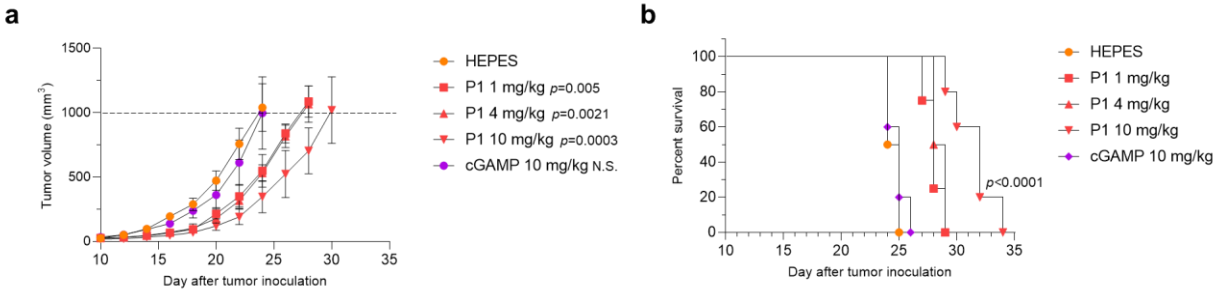 a
Tumor volume (mm³)
1500
1000
500
0
10
15
20
25
30
35
Day after tumor inoculation
HEPES
P1 1 mg/kg p=0.005
P1 4 mg/kg p=0.0021
P1 10 mg/kg p=0.0003
cGAMP 10 mg/kg N.S.
b
Percent survival
100
80
60
40
20
0
10
15
20
25
30
35
Day after tumor inoculation
p<0.0001
HEPES
P1 1 mg/kg
P1 4 mg/kg
P1 10 mg/kg
cGAMP 10 mg/kg